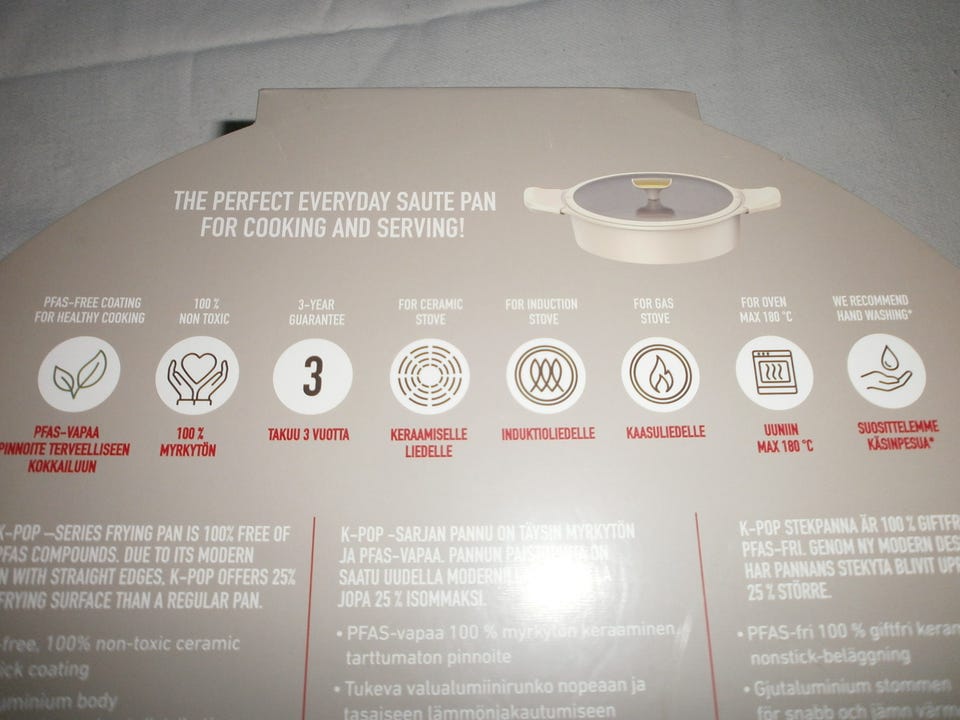 THE PERFECT EVERYDAY SAUTE PAN
FOR COOKING AND SERVING!
PFAS-FREE COATING
FOR HEALTHY COOKING
100 %
NON TOXIC
3-YEAR
GUARANTEE
FOR CERAMIC
STOVE
FOR INDUCTION
STOVE
FOR GAS
STOVE
FOR OVEN
MAX 180 °C
WE RECOMMEND
HAND WASHING*
3
PFAS-VAPAA
PINNOITE TERVEELLISEEN
KOKKAILUUN
100 %
MYRKYTÖN
TAKUU 3 VUOTTA
KERAAMISELLE
LIEDELLE
INDUKTIOLIEDELLE
KAASULIEDELLE
UUNIIN
MAX 180 °C
SUOSITTELEMME
KÄSINPESUA*
K-POP –SERIES FRYING PAN IS 100% FREE OF
PFAS COMPOUNDS. DUE TO ITS MODERN
N WITH STRAIGHT EDGES, K-POP OFFERS 25%
FRYING SURFACE THAN A REGULAR PAN.
-free, 100% non-toxic ceramic
ick coating
uminium body
K-POP -SARJAN PANNU ON TÄYSIN MYRKYTÖN
JA PFAS-VAPAA. PANNUN ON
SAATU UUDELLA
JOPA 25 % ISOMMAKSI.
• PFAS-vapaa 100 % myrkytön keraaminen
tarttumaton pinnoite
• Tukeva valualumiinirunko nopeaan ja
tasaiseen lämmönjakautumiseen
K-POP STEKPANNA ÄR 100 % GIFTFR
PFAS-FRI. GENOM NY MODERN DES
HAR PANNANS STEKYTA BLIVIT UPP
25 % STÖRRE.
• PFAS-fri 100 % giftfri keram
nonstick-beläggning
• Gjutaluminium stommen
för snabb och jämn värme